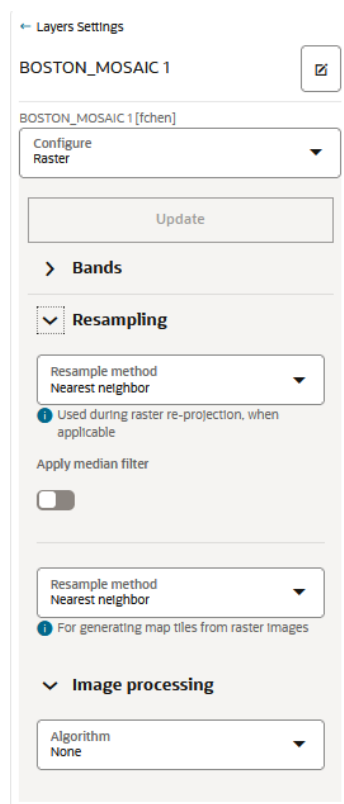 ← Layers Settings
BOSTON_MOSAIC 1
BOSTON_MOSAIC 1 [fchen]
Configure
Raster
Update
Bands
Resampling
Resample method
Nearest neighbor
Used during raster re-projection, when
applicable
Apply median filter
Resample method
Nearest neighbor
For generating map tiles from raster images
Image processing
Algorithm
None